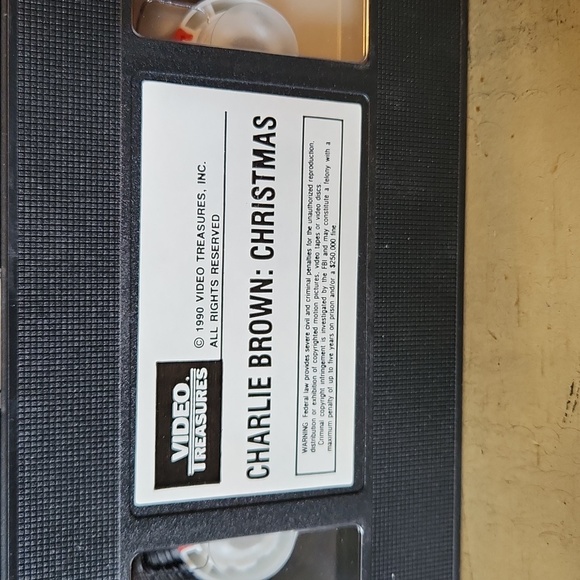 VIDEO
TREASURES
© 1990 VIDEO TREASURES, INC.
ALL RIGHTS RESERVED
CHARLIE BROWN: CHRISTMAS
WARNING: Federal law provides severe civil and criminal penalties for the unauthorized reproduction,
distribution or exhibition of copyrighted motion pictures, video tapes or video discs.
Criminal copyright infringement is investigated by the FBI and may constitute a felony with a
maximum penalty of up to five years on prison and/or a $250,000 fine.